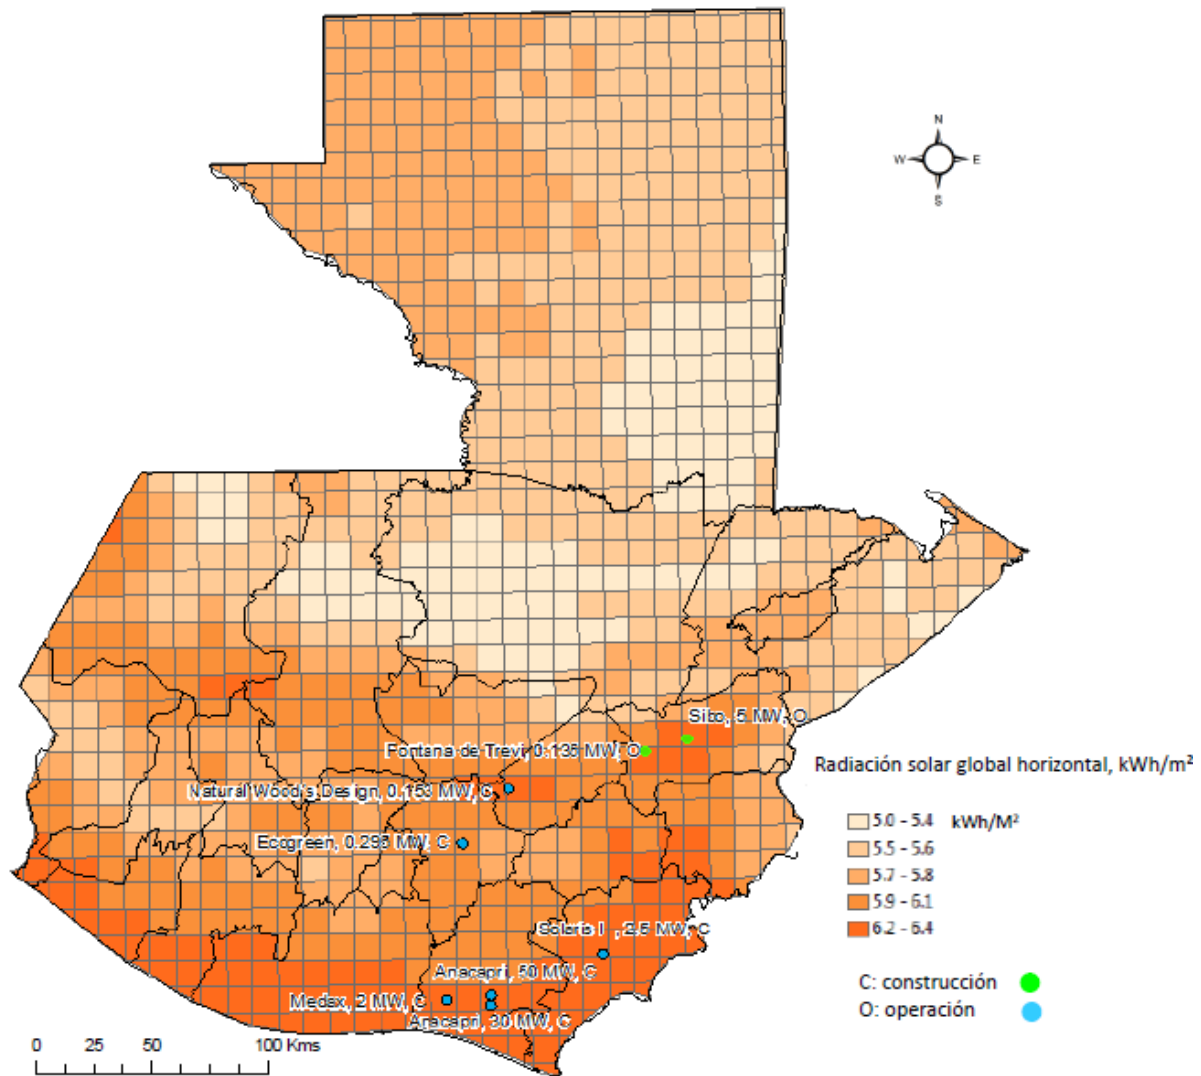 N
W E
S
Sibo, 5 MW, O
Fontana de Trevi, 0.135 MW, O
Natural Wood's Design, 0.153 MW, C
Ecogreen, 0.295 MW, C
Solaris I , 2.5 MW, C
Anacapri, 50 MW, C
Medax, 2 MW, C
Anacapri, 30 MW, C
Radiación solar global horizontal, kWh/m²
5.0 - 5.4 kWh/M²
5.5 - 5.6
5.7 - 5.8
5.9 - 6.1
6.2 - 6.4
C: construcción
O: operación
0 25 50 100 Kms